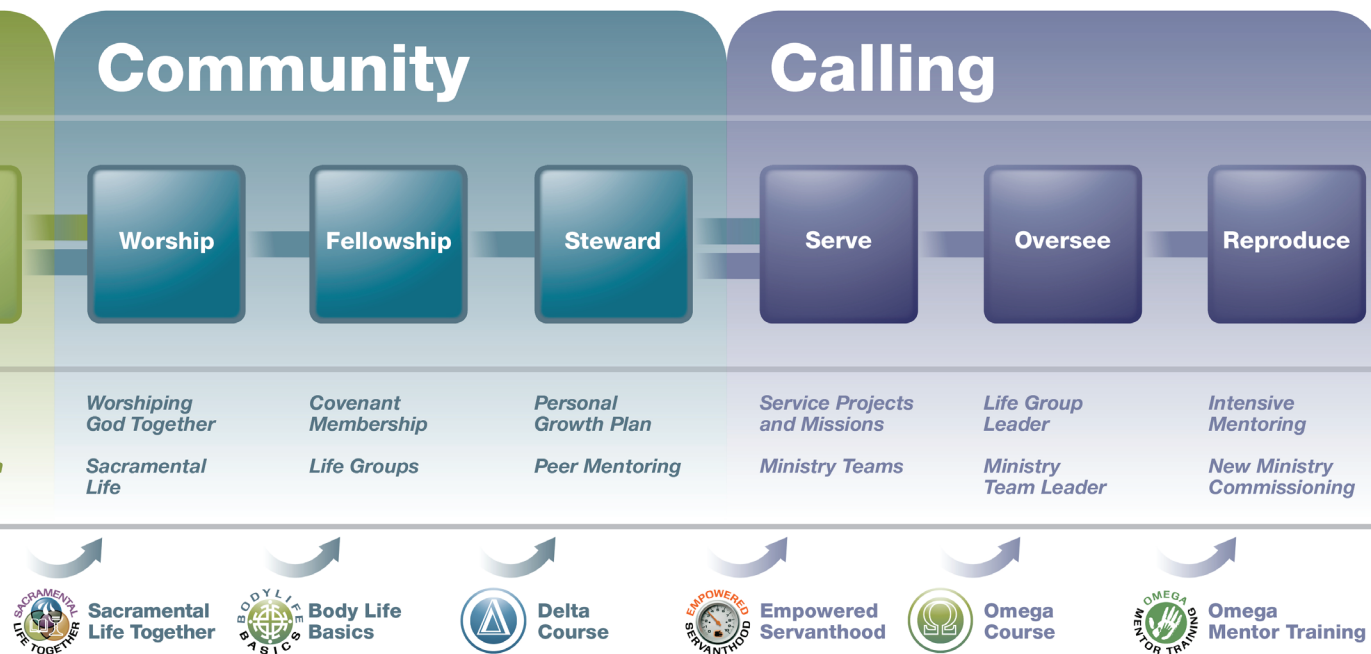 Community
Calling
Worship
Fellowship
Steward
Serve
Oversee
Reproduce
Worshiping
God Together
Sacramental
Life
Covenant
Membership
Life Groups
Personal
Growth Plan
Peer Mentoring
Service Projects
and Missions
Ministry Teams
Life Group
Leader
Ministry
Team Leader
Intensive
Mentoring
New Ministry
Commissioning
SACRAMENTAL
LIFE TOGETHER
Sacramental
Life Together
BODY LIFE
BASICS
Body Life
Basics
Δ
Delta
Course
EMPOWERED
SERVANTHOOD
Empowered
Servanthood
Ω
Omega
Course
OMEGA
MENTOR TRAINING
Omega
Mentor Training